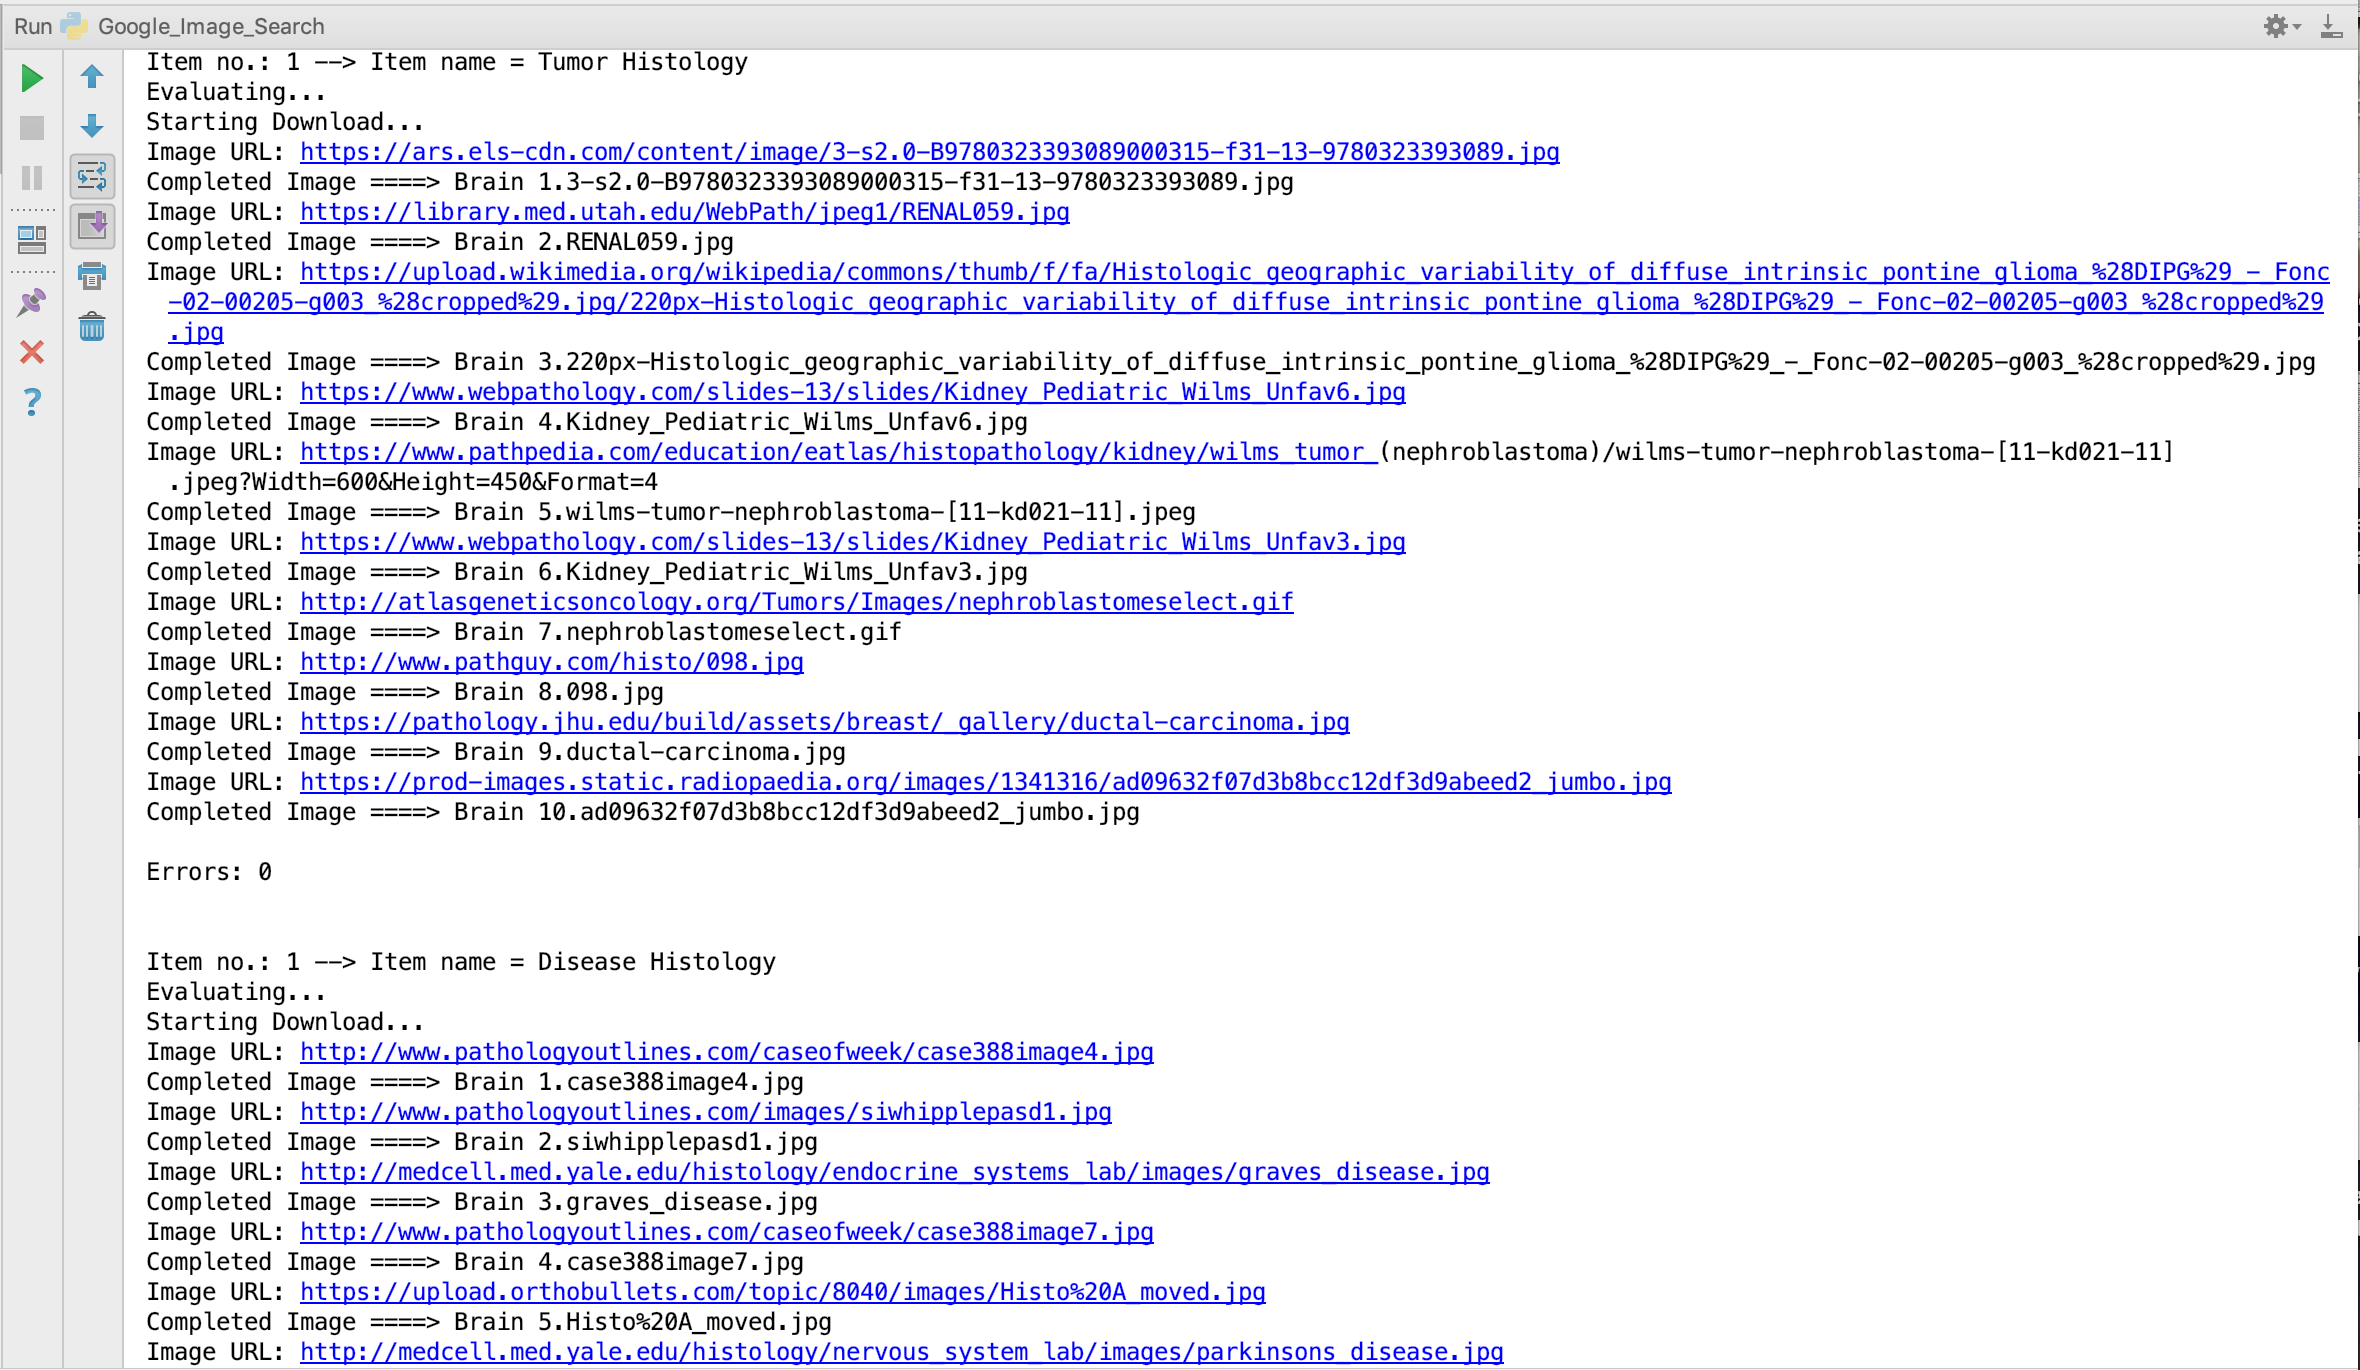 Run Google_Image_Search
Item no.: 1 --> Item name = Tumor Histology
Evaluating...
Starting Download...
Image URL: https://ars.els-cdn.com/content/image/3-s2.0-B9780323393089000315-f31-13-9780323393089.jpg
Completed Image ====> Brain 1.3-s2.0-B9780323393089000315-f31-13-9780323393089.jpg
Image URL: https://library.med.utah.edu/WebPath/jpeg1/RENAL059.jpg
Completed Image ====> Brain 2.RENAL059.jpg
Image URL: https://upload.wikimedia.org/wikipedia/commons/thumb/f/fa/Histologic_geographic_variability_of_diffuse_intrinsic_pontine_glioma_%28DIPG%29_-_Fonc
-02-00205-g003_%28cropped%29.jpg/220px-Histologic_geographic_variability_of_diffuse_intrinsic_pontine_glioma_%28DIPG%29_-_Fonc-02-00205-g003_%28cropped%29
.jpg
Completed Image ====> Brain 3.220px-Histologic_geographic_variability_of_diffuse_intrinsic_pontine_glioma_%28DIPG%29_-_Fonc-02-00205-g003_%28cropped%29.jpg
Image URL: https://www.webpathology.com/slides-13/slides/Kidney_Pediatric_Wilms_Unfav6.jpg
Completed Image ====> Brain 4.Kidney_Pediatric_Wilms_Unfav6.jpg
Image URL: https://www.pathpedia.com/education/eatlas/histopathology/kidney/wilms_tumor_(nephroblastoma)/wilms-tumor-nephroblastoma-[11-kd021-11]
.jpeg?Width=600&Height=450&Format=4
Completed Image ====> Brain 5.wilms-tumor-nephroblastoma-[11-kd021-11].jpeg
Image URL: https://www.webpathology.com/slides-13/slides/Kidney_Pediatric_Wilms_Unfav3.jpg
Completed Image ====> Brain 6.Kidney_Pediatric_Wilms_Unfav3.jpg
Image URL: http://atlasgeneticsoncology.org/Tumors/Images/nephroblastomeselect.gif
Completed Image ====> Brain 7.nephroblastomeselect.gif
Image URL: http://www.pathguy.com/histo/098.jpg
Completed Image ====> Brain 8.098.jpg
Image URL: https://pathology.jhu.edu/build/assets/breast/_gallery/ductal-carcinoma.jpg
Completed Image ====> Brain 9.ductal-carcinoma.jpg
Image URL: https://prod-images.static.radiopaedia.org/images/1341316/ad09632f07d3b8bcc12df3d9abeed2_jumbo.jpg
Completed Image ====> Brain 10.ad09632f07d3b8bcc12df3d9abeed2_jumbo.jpg
Errors: 0
Item no.: 1 --> Item name = Disease Histology
Evaluating...
Starting Download...
Image URL: http://www.pathologyoutlines.com/caseofweek/case388image4.jpg
Completed Image ====> Brain 1.case388image4.jpg
Image URL: http://www.pathologyoutlines.com/images/siwhipplepasd1.jpg
Completed Image ====> Brain 2.siwhipplepasd1.jpg
Image URL: http://medcell.med.yale.edu/histology/endocrine_systems_lab/images/graves_disease.jpg
Completed Image ====> Brain 3.graves_disease.jpg
Image URL: http://www.pathologyoutlines.com/caseofweek/case388image7.jpg
Completed Image ====> Brain 4.case388image7.jpg
Image URL: https://upload.orthobullets.com/topic/8040/images/Histo%20A_moved.jpg
Completed Image ====> Brain 5.Histo%20A_moved.jpg
Image URL: http://medcell.med.yale.edu/histology/nervous_system_lab/images/parkinsons_disease.jpg